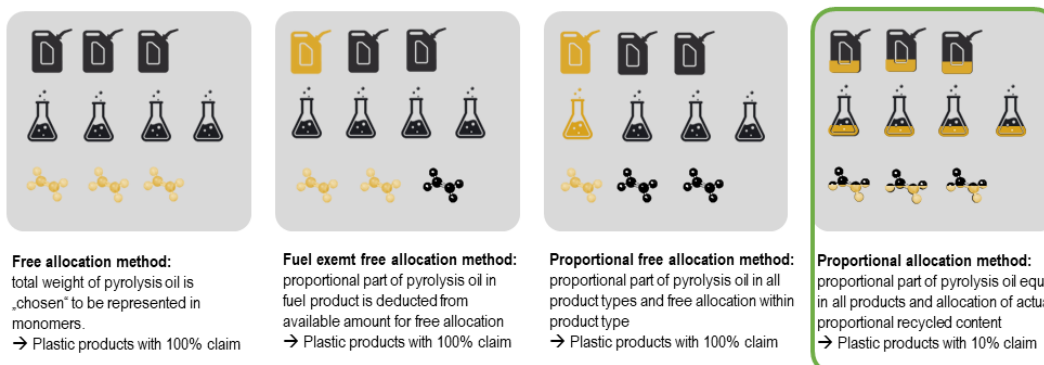 Free allocation method:
total weight of pyrolysis oil is
„chosen“ to be represented in
monomers.
→ Plastic products with 100% claim
Fuel exemt free allocation method:
proportional part of pyrolysis oil in
fuel product is deducted from
available amount for free allocation
→ Plastic products with 100% claim
Proportional free allocation method:
proportional part of pyrolysis oil in all
product types and free allocation within
product type
→ Plastic products with 100% claim
Proportional allocation method:
proportional part of pyrolysis oil
in all products and allocation of
proportional recycled content
→ Plastic products with 10% claim